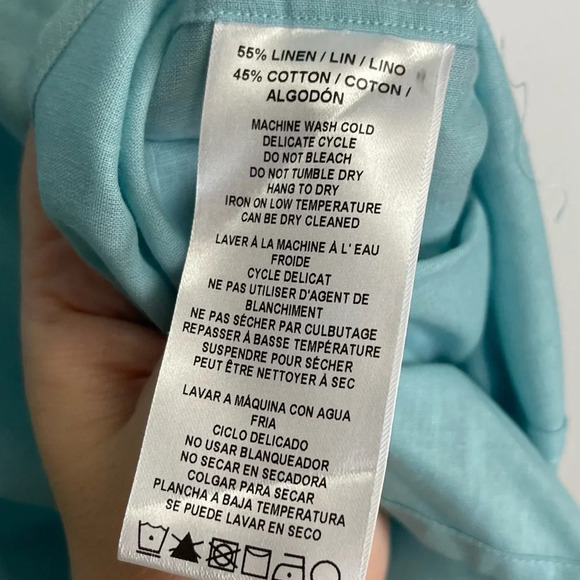 55% LINEN / LIN / LINO
45% COTTON / COTON /
ALGODÓN
MACHINE WASH COLD
DELICATE CYCLE
DO NOT BLEACH
DO NOT TUMBLE DRY
HANG TO DRY
IRON ON LOW TEMPERATURE
CAN BE DRY CLEANED
LAVER À LA MACHINE À L' EAU
FROIDE
CYCLE DELICAT
NE PAS UTILISER D'AGENT DE
BLANCHIMENT
NE PAS SÉCHER PAR CULBUTAGE
REPASSER À BASSE TEMPÉRATURE
SUSPENDRE POUR SÉCHER
PEUT ÊTRE NETTOYER À SEC
LAVAR A MÁQUINA CON AGUA
FRIA
CICLO DELICADO
NO USAR BLANQUEADOR
NO SECAR EN SECADORA
COLGAR PARA SECAR
PLANCHA A BAJA TEMPERATURA
SE PUEDE LAVAR EN SECO